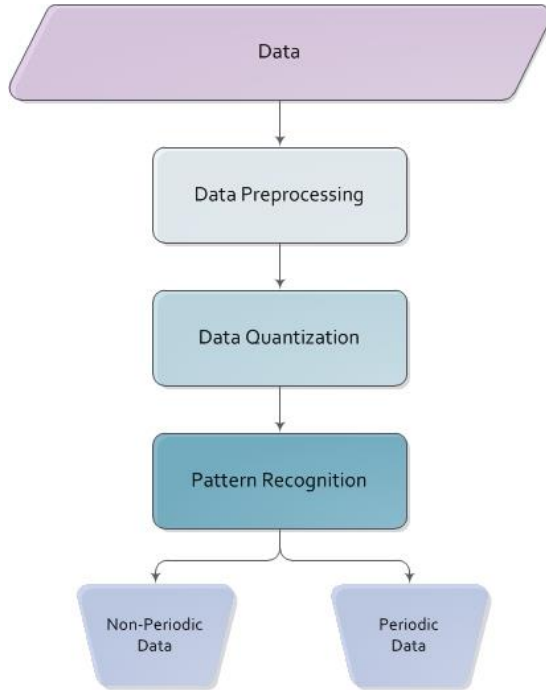 Data
Data Preprocessing
Data Quantization
Pattern Recognition
Non-Periodic
Data
Periodic
Data